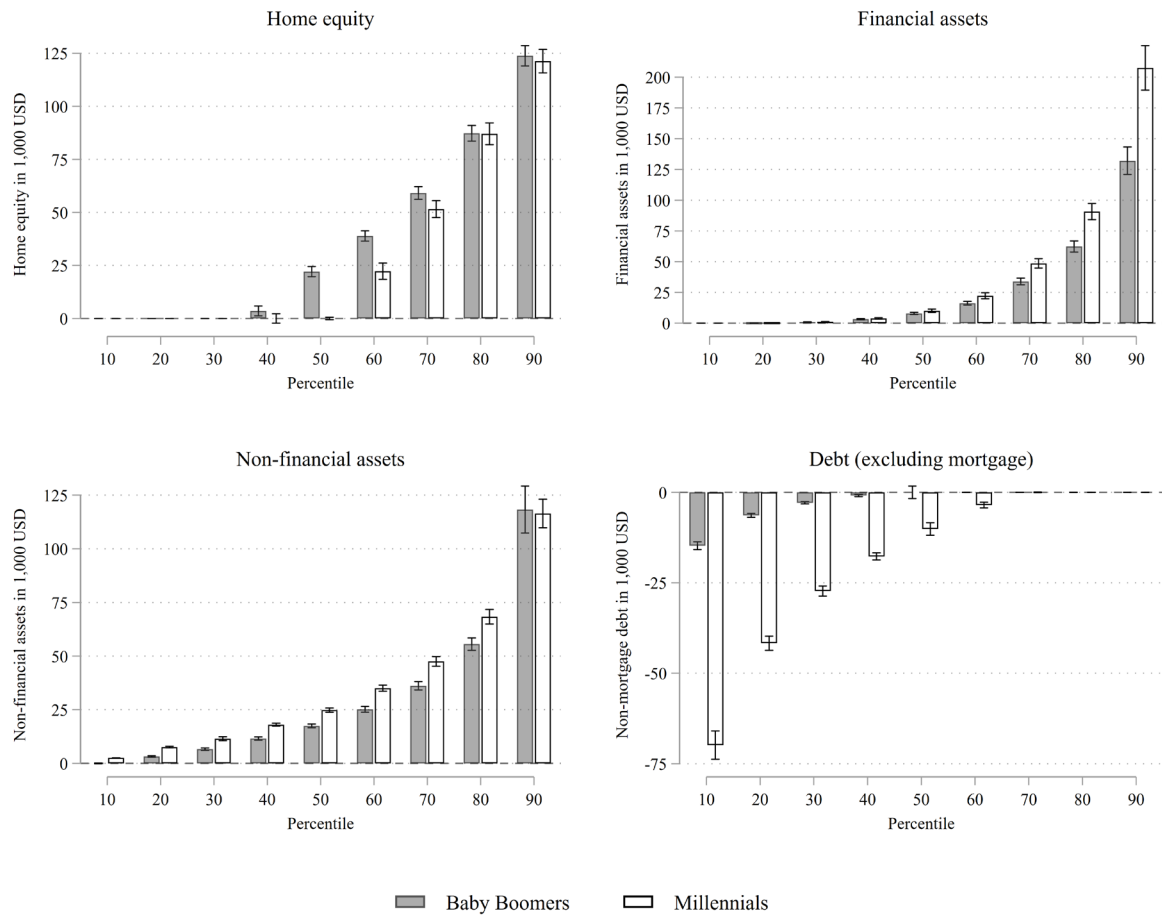 Home equity
Home equity in 1,000 USD
125
100
75
50
25
0
10 20 30 40 50 60 70 80 90
Percentile
Financial assets
Financial assets in 1,000 USD
200
175
150
125
100
75
50
25
0
10 20 30 40 50 60 70 80 90
Percentile
Non-financial assets
Non-financial assets in 1,000 USD
125
100
75
50
25
0
10 20 30 40 50 60 70 80 90
Percentile
Debt (excluding mortgage)
Non-mortgage debt in 1,000 USD
0
-25
-50
-75
10 20 30 40 50 60 70 80 90
Percentile
Baby Boomers Millennials